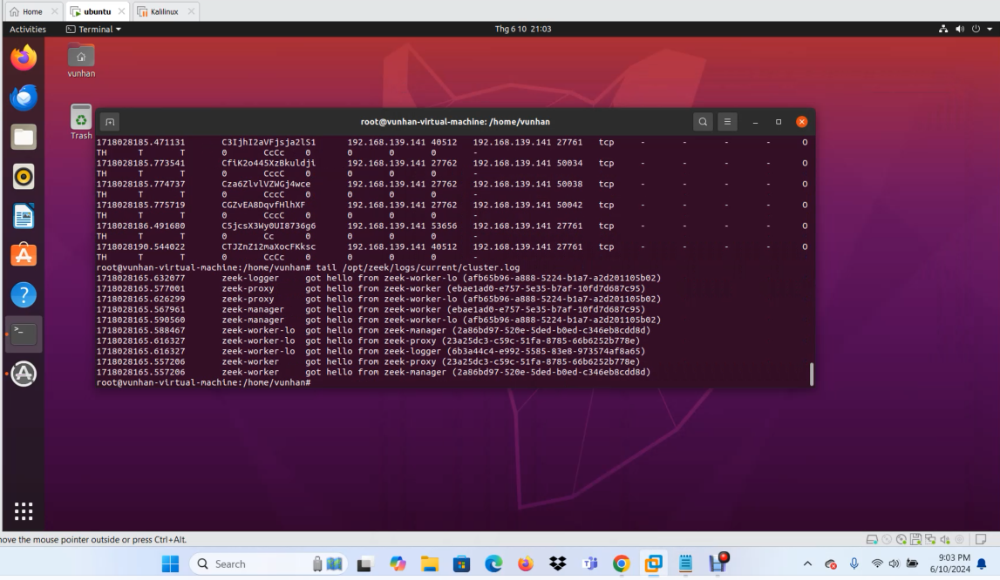 Home
ubuntu
Kalilinux
Activities
Terminal
Thg 6 10 21:03
vunhan
Trash
root@vunhan-virtual-machine: /home/vunhan
1718028185.471131 C3IjhI2aVFjsja2lS1 192.168.139.141 40512 192.168.139.141 27761 tcp - - - - 0
TH T T 0 CcCc 0 0 0 0 -
1718028185.773541 CfiK2o445XzBkuldji 192.168.139.141 27762 192.168.139.141 50034 tcp - - - - 0
TH T T 0 CccC 0 0 0 0 -
1718028185.774737 Cza6ZlvlVZWGj4wce 192.168.139.141 27762 192.168.139.141 50038 tcp - - - - 0
TH T T 0 CccC 0 0 0 0 -
1718028185.775719 CGZvEA8DqvfHlhXF 192.168.139.141 27762 192.168.139.141 50042 tcp - - - - 0
TH T T 0 CccC 0 0 0 0 -
1718028186.491680 C5jcsX3Wy0UI8736g6 192.168.139.141 53656 192.168.139.141 27761 tcp - - - - 0
TH T T 0 Cc 0 0 0 0 -
1718028190.544022 CTJZnZ12maXocFKksc 192.168.139.141 40512 192.168.139.141 27761 tcp - - - - 0
TH T T 0 CcCc 0 0 0 0 -
root@vunhan-virtual-machine:/home/vunhan# tail /opt/zeek/logs/current/cluster.log
1718028165.632077 zeek-logger got hello from zeek-worker-lo (afb65b96-a888-5224-b1a7-a2d201105b02)
1718028165.577001 zeek-proxy got hello from zeek-worker (ebae1ad0-e757-5e35-b7af-10fd7d687c95)
1718028165.626299 zeek-proxy got hello from zeek-worker-lo (afb65b96-a888-5224-b1a7-a2d201105b02)
1718028165.567961 zeek-manager got hello from zeek-worker (ebae1ad0-e757-5e35-b7af-10fd7d687c95)
1718028165.590560 zeek-manager got hello from zeek-worker-lo (afb65b96-a888-5224-b1a7-a2d201105b02)
1718028165.588467 zeek-worker-lo got hello from zeek-manager (2a86bd97-520e-5ded-b0ed-c346eb8cdd8d)
1718028165.616327 zeek-worker-lo got hello from zeek-proxy (23a25dc3-c59c-51fa-8785-66b6252b778e)
1718028165.616327 zeek-worker-lo got hello from zeek-logger (6b3a44c4-e992-5585-83e8-973574af8a65)
1718028165.557206 zeek-worker got hello from zeek-proxy (23a25dc3-c59c-51fa-8785-66b6252b778e)
1718028165.557206 zeek-worker got hello from zeek-manager (2a86bd97-520e-5ded-b0ed-c346eb8cdd8d)
root@vunhan-virtual-machine:/home/vunhan#
nove the mouse pointer outside or press Ctrl+Alt.
Search
9:03 PM
6/10/2024